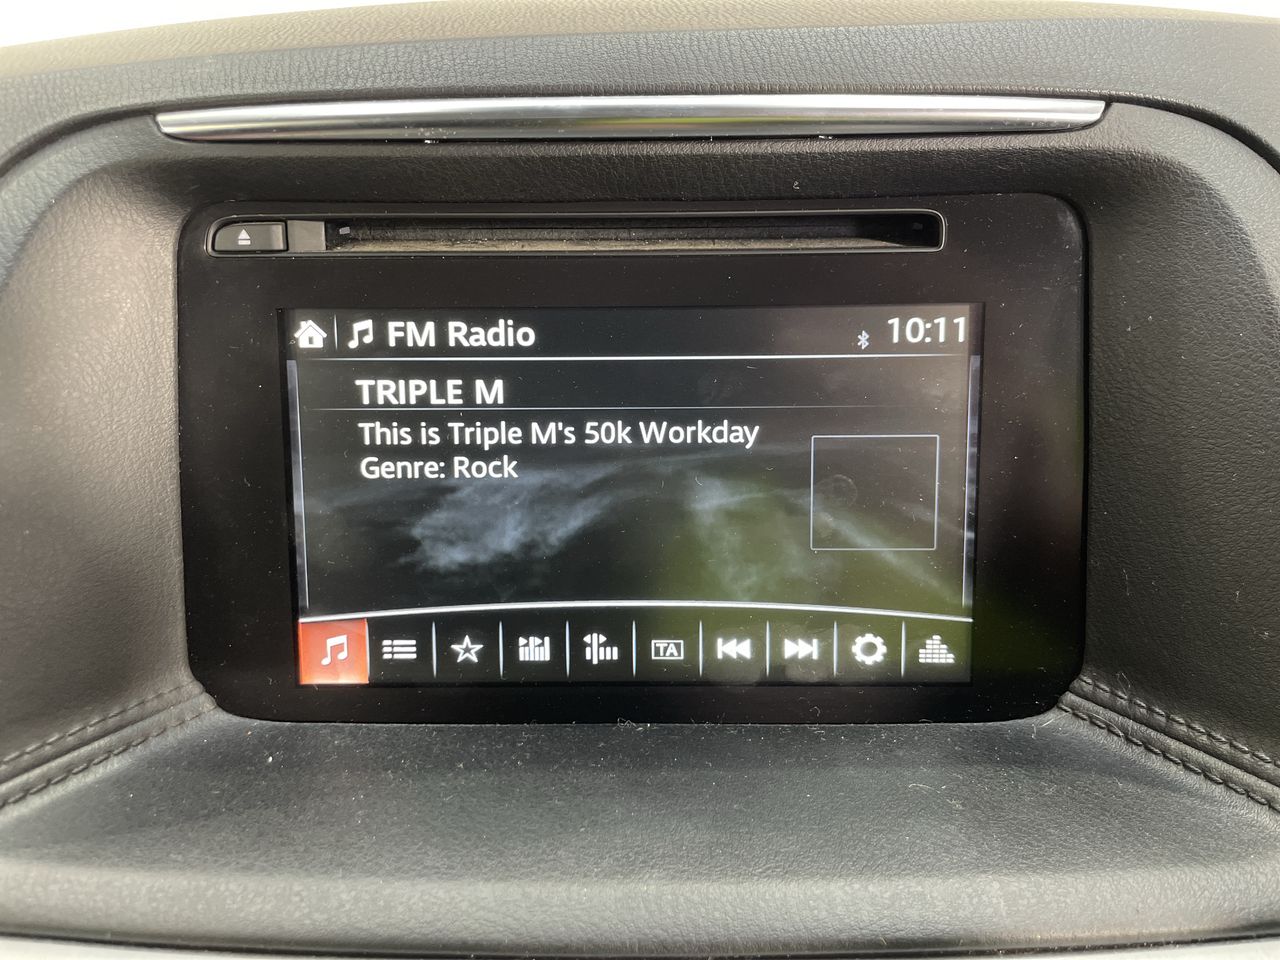 FM Radio 10:11
TRIPLE M
This is Triple M's 50k Workday
Genre: Rock
TA